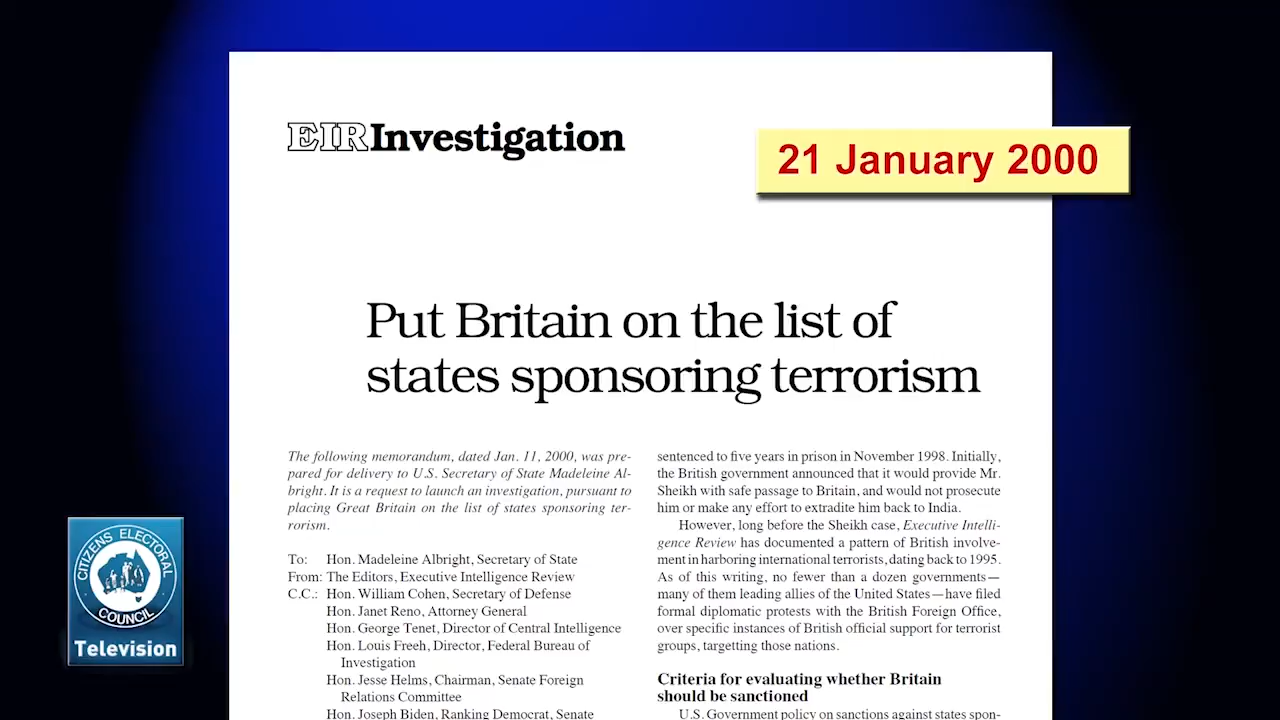 EIRInvestigation
21 January 2000
Put Britain on the list of
states sponsoring terrorism
The following memorandum, dated Jan. 11, 2000, was pre-
pared for delivery to U.S. Secretary of State Madeleine Al-
bright. It is a request to launch an investigation, pursuant to
placing Great Britain on the list of states sponsoring ter-
rorism.
To: Hon. Madeleine Albright, Secretary of State
From: The Editors, Executive Intelligence Review
C.C.: Hon. William Cohen, Secretary of Defense
Hon. Janet Reno, Attorney General
Hon. George Tenet, Director of Central Intelligence
Hon. Louis Freeh, Director, Federal Bureau of
Investigation
Hon. Jesse Helms, Chairman, Senate Foreign
Relations Committee
Hon. Joseph Biden, Ranking Democrat, Senate
sentenced to five years in prison in November 1998. Initially,
the British government announced that it would provide Mr.
Sheikh with safe passage to Britain, and would not prosecute
him or make any effort to extradite him back to India.
However, long before the Sheikh case, Executive Intelli-
gence Review has documented a pattern of British involve-
ment in harboring international terrorists, dating back to 1995.
As of this writing, no fewer than a dozen governments—
many of them leading allies of the United States—have filed
formal diplomatic protests with the British Foreign Office,
over specific instances of British official support for terrorist
groups, targetting those nations.
Criteria for evaluating whether Britain
should be sanctioned
U.S. Government policy on sanctions against states spon-
CITIZENS ELECTORAL
COUNCIL
Television